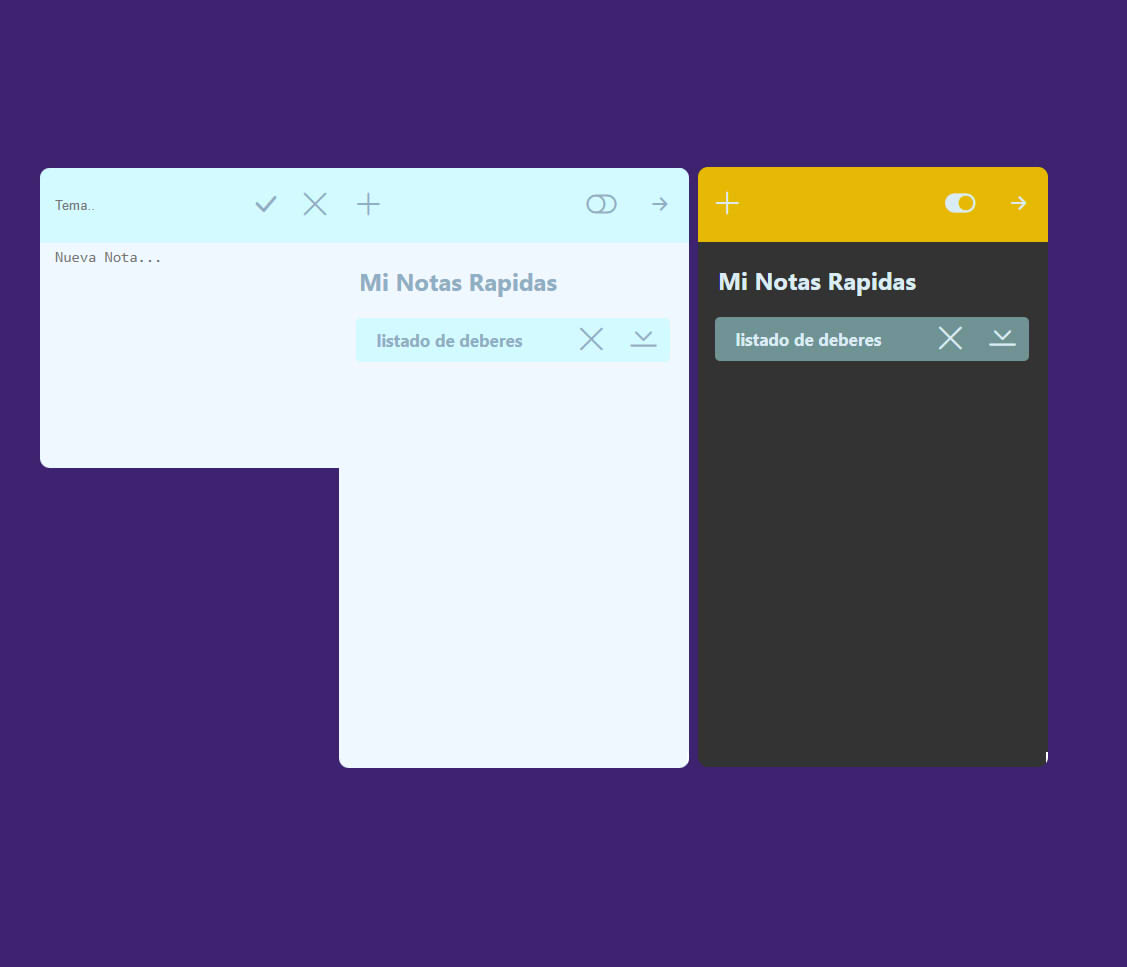 Tema..
Nueva Nota...
Mi Notas Rapidas
listado de deberes
Mi Notas Rapidas
listado de deberes